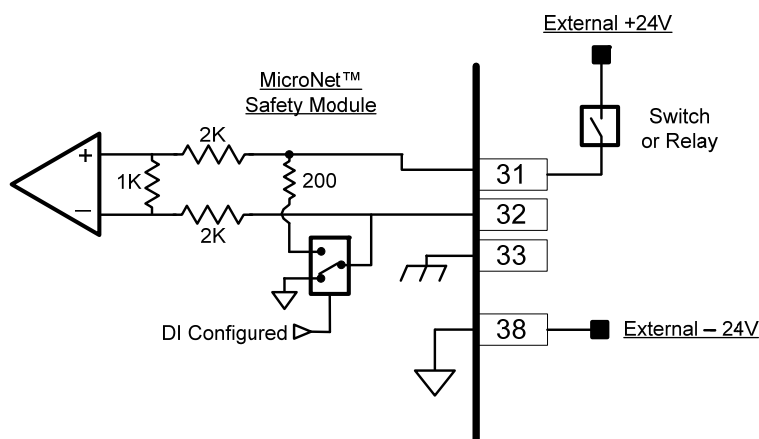 External +24V
MicroNet™
Safety Module
Switch
or Relay
2K
+
1K
200
31
–
2K
32
33
DI Configured
38
External – 24V